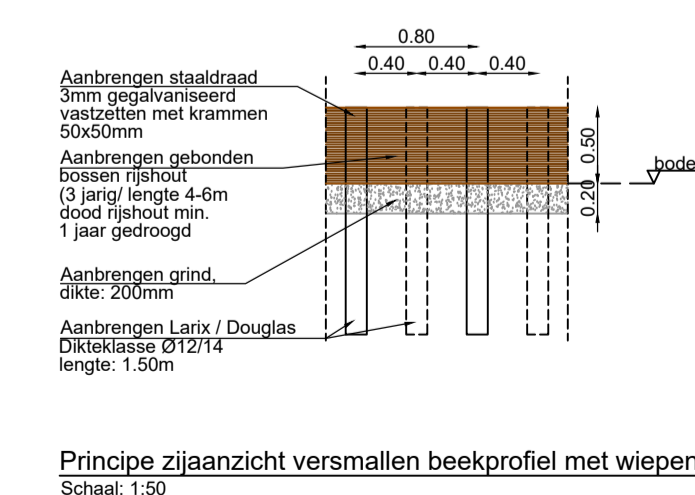 0.80
0.40 0.40 0.40
Aanbrengen staaldraad
3mm gegalvaniseerd
vastzetten met krammen
50x50mm
Aanbrengen gebonden
bossen rijshout
(3 jarig/ lengte 4-6m
dood rijshout min.
1 jaar gedroogd
0.50
bode
0.20
Aanbrengen grind,
dikte: 200mm
Aanbrengen Larix / Douglas
Dikteklasse Ø12/14
lengte: 1.50m
Principe zijaanzicht versmallen beekprofiel met wiepen
Schaal: 1:50